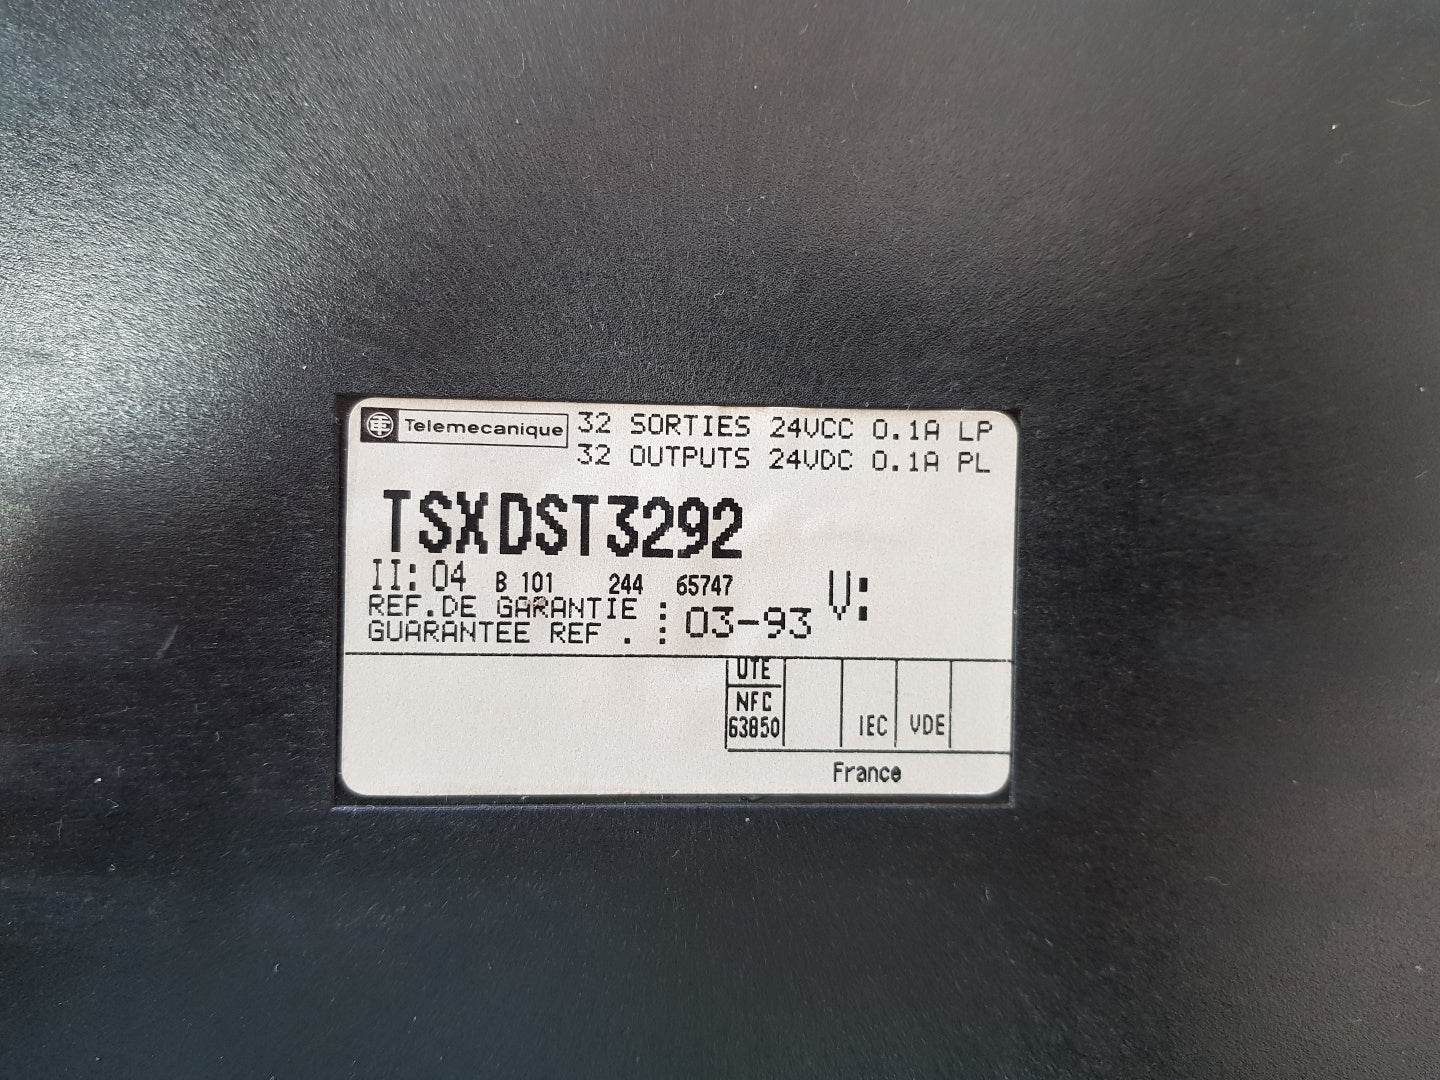 Telemecanique 32 SORTIES 24VCC 0.1A LP
32 OUTPUTS 24VDC 0.1A PL
TSXDST3292
II: 04 B 101 244 65747 V:
REF.DE GARANTIE :
GUARANTEE REF . : 03-93
UTE
NFC
63850 IEC VDE
France